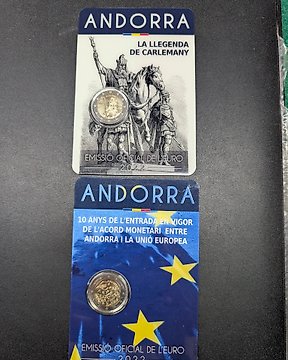 ANDORRA
LA LLEGENDA
DE CARLEMANY
EMISSIÓ OFICIAL DE L'EURO
ANDORRA
10 ANYS DE L'ENTRADA EN VIGOR
DE L'ACORD MONETARI ENTRE
ANDORRA I LA UNIÓ EUROPEA
EMISSIÓ OFICIAL DE L'EURO
2022